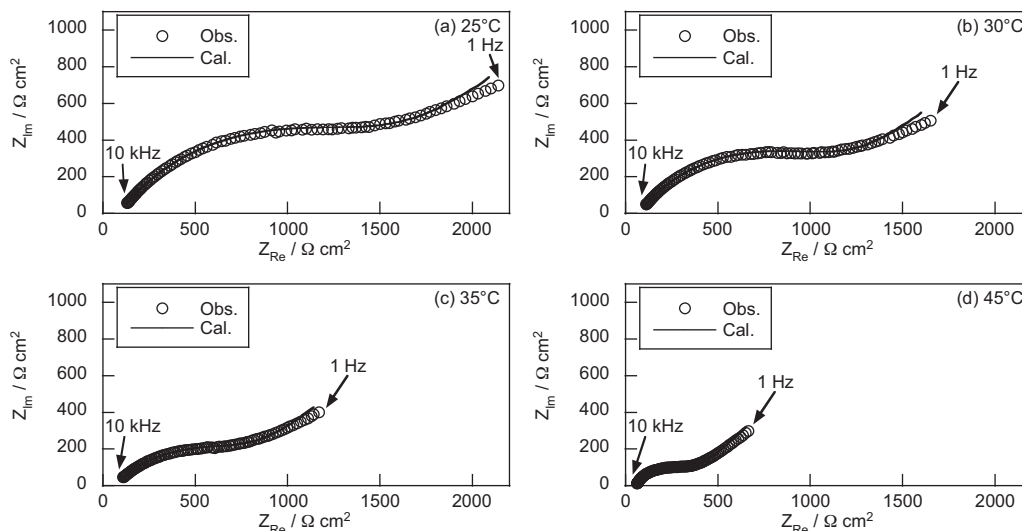 (a) 25°C
Obs.
Cal.
1 Hz
10 kHz
1000
800
600
400
200
0
Z_Im / Ω cm²
0 500 1000 1500 2000
Z_Re / Ω cm²
(b) 30°C
Obs.
Cal.
1 Hz
10 kHz
1000
800
600
400
200
0
Z_Im / Ω cm²
0 500 1000 1500 2000
Z_Re / Ω cm²
(c) 35°C
Obs.
Cal.
1 Hz
10 kHz
1000
800
600
400
200
0
Z_Im / Ω cm²
0 500 1000 1500 2000
Z_Re / Ω cm²
(d) 45°C
Obs.
Cal.
1 Hz
10 kHz
1000
800
600
400
200
0
Z_Im / Ω cm²
0 500 1000 1500 2000
Z_Re / Ω cm²